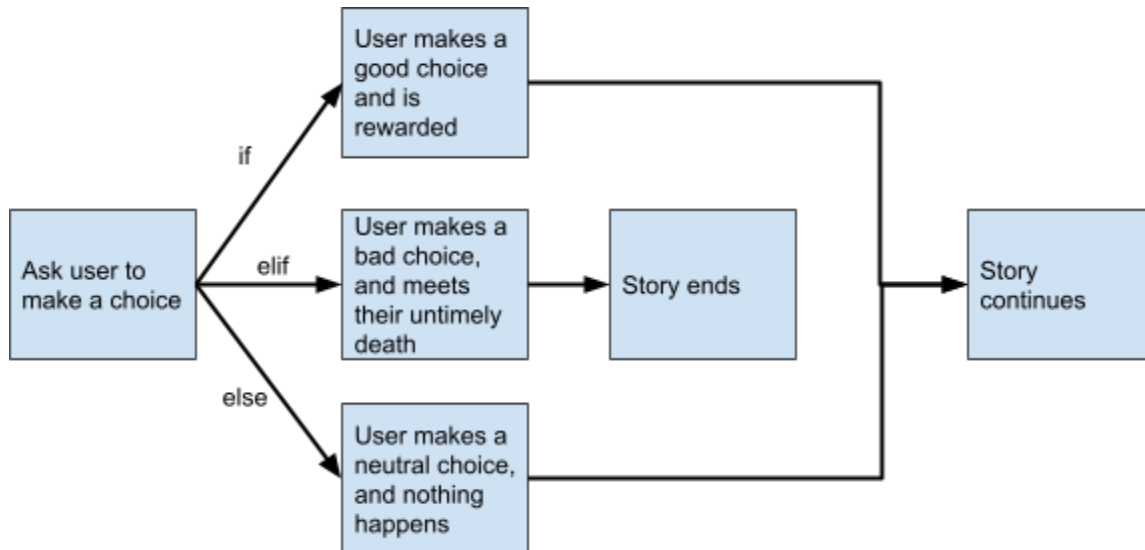 User makes a
good choice
and is
rewarded
if
Ask user to
make a choice
elif
User makes a
bad choice,
and meets
their untimely
death
Story ends
Story
continues
else
User makes a
neutral choice,
and nothing
happens